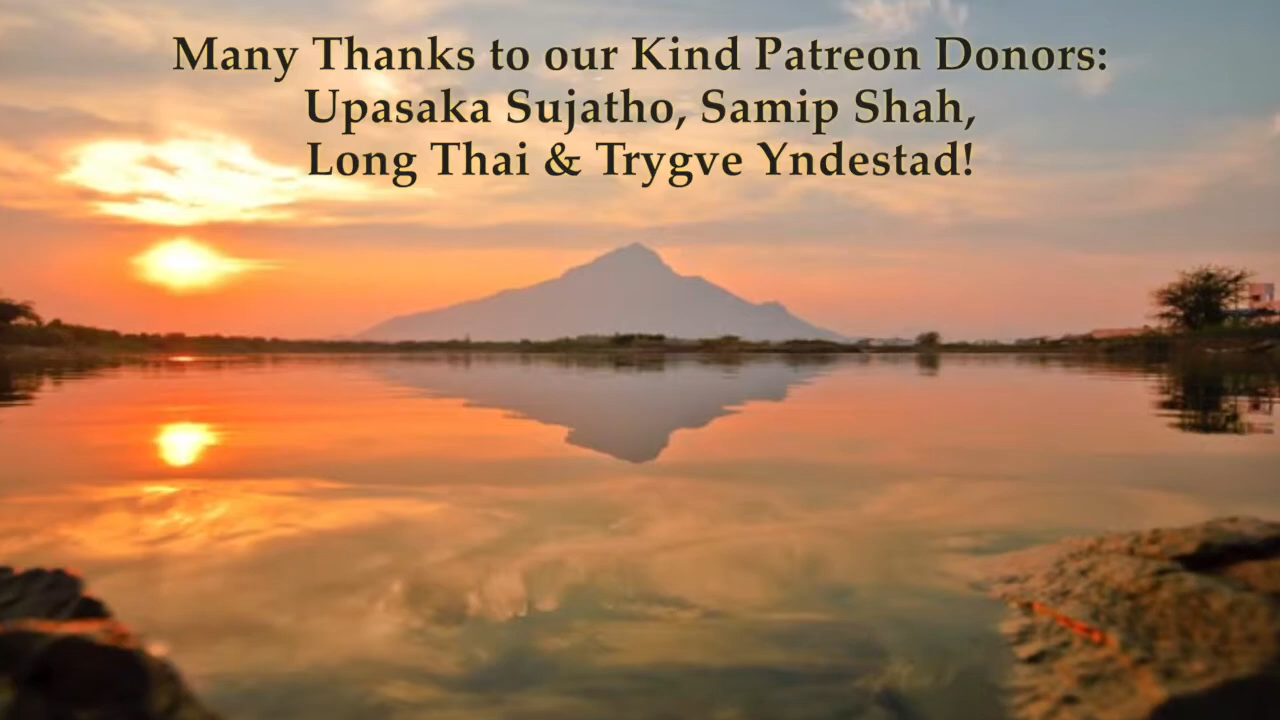 Many Thanks to our Kind Patreon Donors:
Upasaka Sujatho, Samip Shah,
Long Thai & Trygve Yndestad!